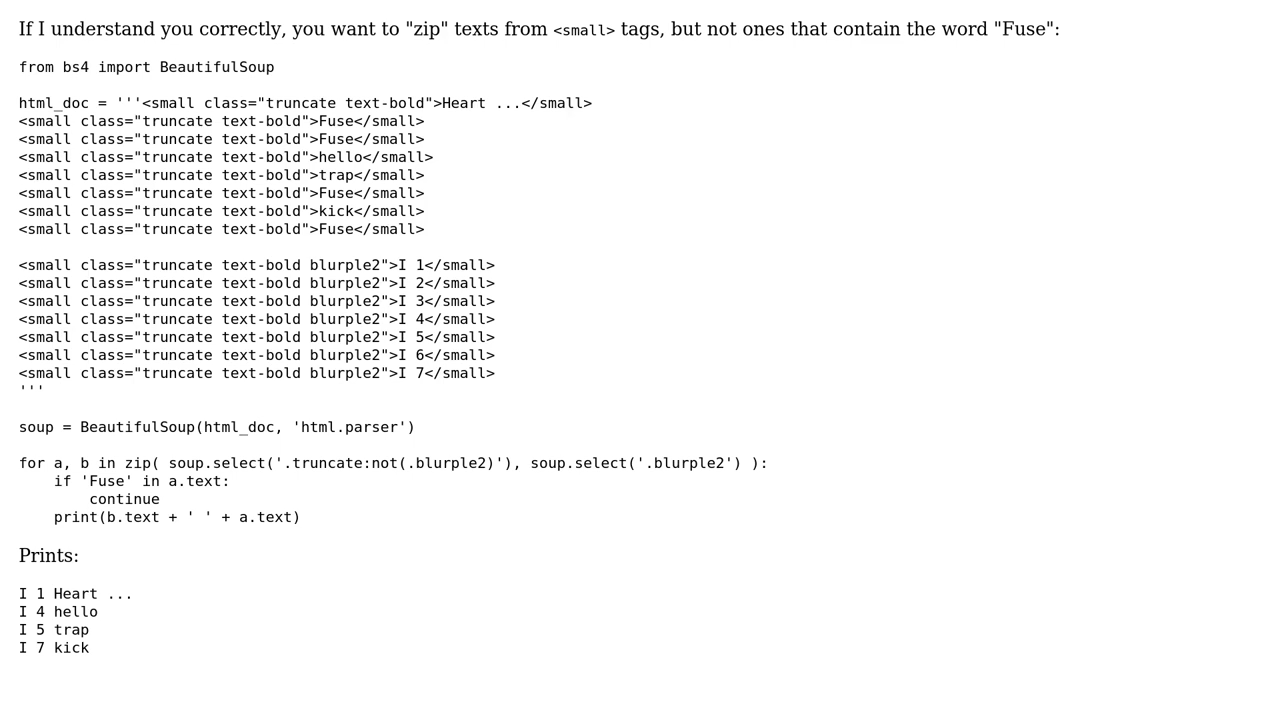 If I understand you correctly, you want to "zip" texts from <small> tags, but not ones that contain the word "Fuse":
from bs4 import BeautifulSoup
html_doc = '''<small class="truncate text-bold">Heart ...</small>
<small class="truncate text-bold">Fuse</small>
<small class="truncate text-bold">Fuse</small>
<small class="truncate text-bold">hello</small>
<small class="truncate text-bold">trap</small>
<small class="truncate text-bold">Fuse</small>
<small class="truncate text-bold">kick</small>
<small class="truncate text-bold">Fuse</small>
<small class="truncate text-bold blurple2">I 1</small>
<small class="truncate text-bold blurple2">I 2</small>
<small class="truncate text-bold blurple2">I 3</small>
<small class="truncate text-bold blurple2">I 4</small>
<small class="truncate text-bold blurple2">I 5</small>
<small class="truncate text-bold blurple2">I 6</small>
<small class="truncate text-bold blurple2">I 7</small>
'''
soup = BeautifulSoup(html_doc, 'html.parser')
for a, b in zip( soup.select('.truncate:not(.blurple2)'), soup.select('.blurple2') ):
    if 'Fuse' in a.text:
        continue
    print(b.text + ' ' + a.text)
Prints:
I 1 Heart ...
I 4 hello
I 5 trap
I 7 kick